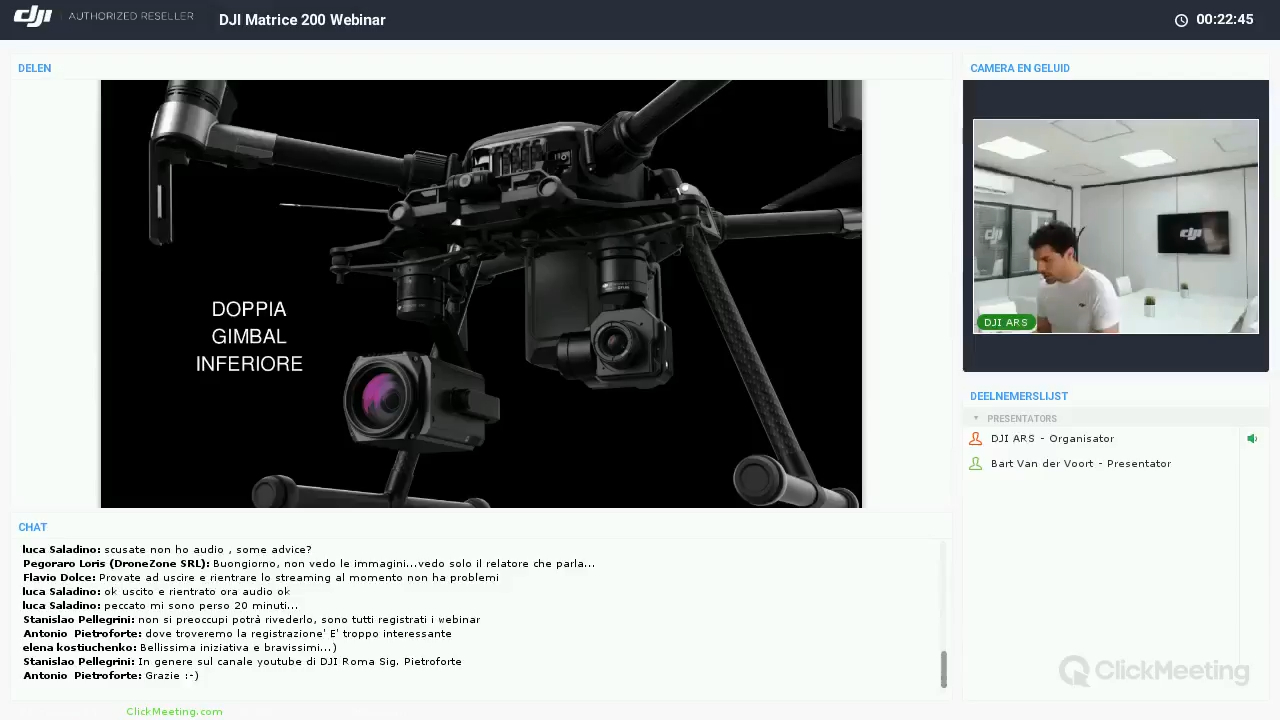 dji AUTHORIZED RESELLER DJI Matrice 200 Webinar 00:22:45
DELEN
DOPPIA
GIMBAL
INFERIORE
CAMERA EN GELUID
dji
dji
DJI ARS
DEELNEMERSLIJST
PRESENTATORS
DJI ARS - Organisator
Bart Van der Voort - Presentator
CHAT
luca Saladino: scusate non ho audio , some advice?
Pegoraro Loris (DroneZone SRL): Buongiorno, non vedo le immagini...vedo solo il relatore che parla...
Flavio Dolce: Provate ad uscire e rientrare lo streaming al momento non ha problemi
luca Saladino: ok uscito e rientrato ora audio ok
luca Saladino: peccato mi sono perso 20 minuti...
Stanislao Pellegrini: non si preoccupi potrà rivederlo, sono tutti registrati i webinar
Antonio Pietroforte: dove troveremo la registrazione' E' troppo interessante
elena kostiuchenko: Bellissima iniziativa e bravissimi...)
Stanislao Pellegrini: In genere sul canale youtube di DJI Roma Sig. Pietroforte
Antonio Pietroforte: Grazie :-)
ClickMeeting
ClickMeeting.com